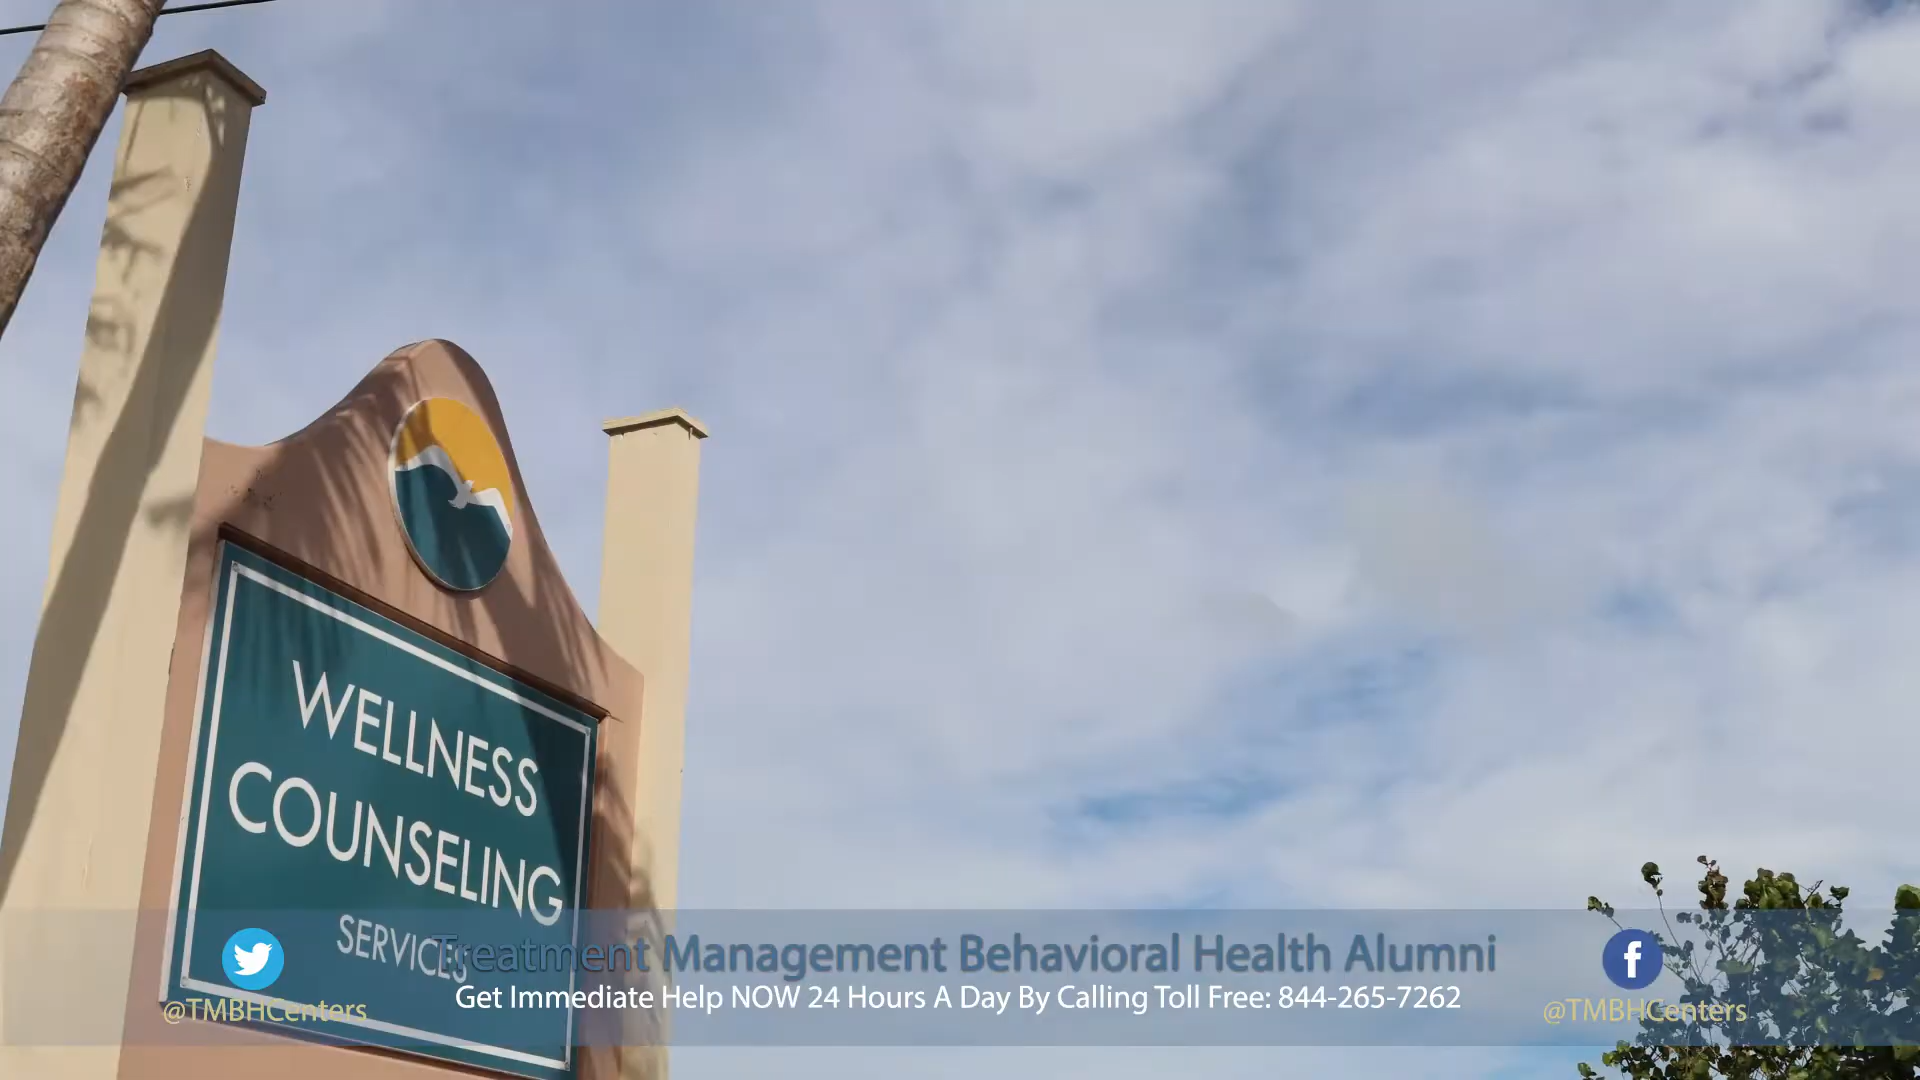 WELLNESS
COUNSELING
SERVICES
Treatment Management Behavioral Health Alumni
Get Immediate Help NOW 24 Hours A Day By Calling Toll Free: 844-265-7262
@TMBHCenters
@TMBHCenters